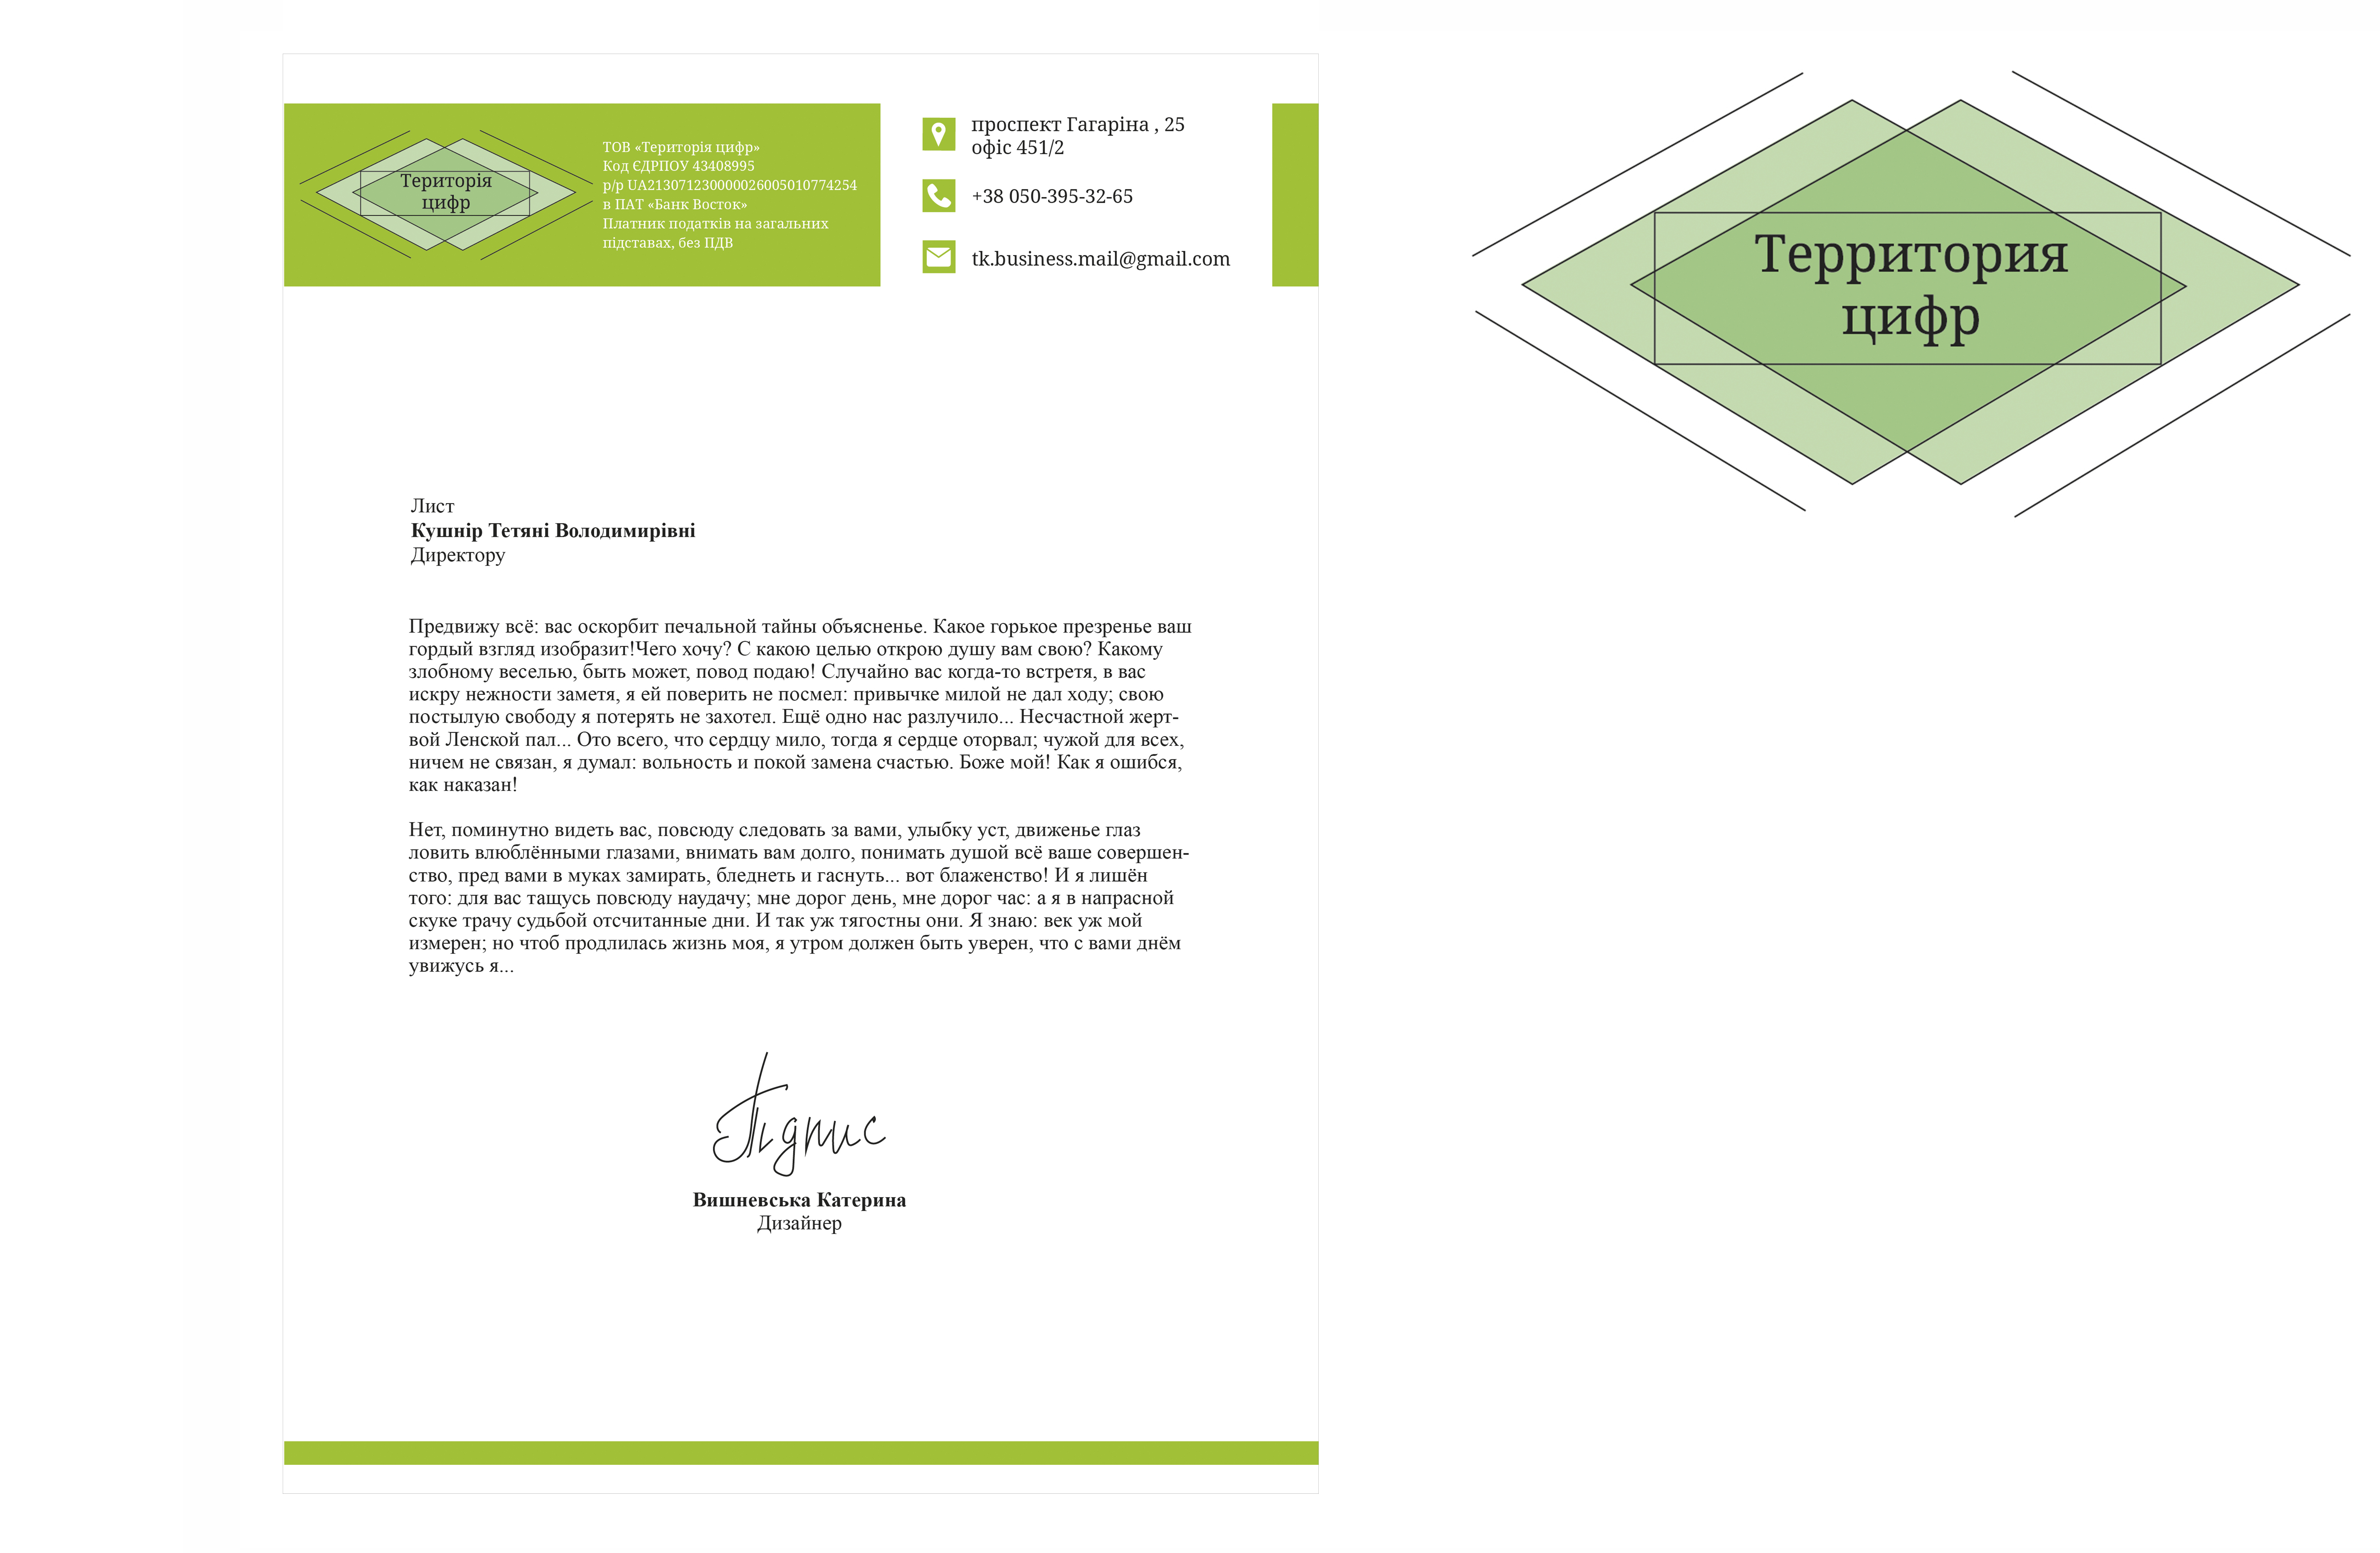 Територія
цифр
ТОВ «Територія цифр»
Код ЄДРПОУ 43408995
р/р UA213071230000026005010774254
в ПАТ «Банк Восток»
Платник податків на загальних
підставах, без ПДВ
проспект Гагаріна , 25
офіс 451/2
+38 050-395-32-65
tk.business.mail@gmail.com
Территория
цифр
Лист
Кушнір Тетяні Володимирівні
Директору
Предвижу всё: вас оскорбит печальной тайны объясненье. Какое горькое презренье ваш
гордый взгляд изобразит!Чего хочу? С какою целью открою душу вам свою? Какому
злобному веселью, быть может, повод подаю! Случайно вас когда-то встретя, в вас
искру нежности заметя, я ей поверить не посмел: привычке милой не дал ходу; свою
постылую свободу я потерять не захотел. Ещё одно нас разлучило... Несчастной жерт-
вой Ленской пал... Ото всего, что сердцу мило, тогда я сердце оторвал; чужой для всех,
ничем не связан, я думал: вольность и покой замена счастью. Боже мой! Как я ошибся,
как наказан!
Нет, поминутно видеть вас, повсюду следовать за вами, улыбку уст, движенье глаз
ловить влюблёнными глазами, внимать вам долго, понимать душой всё ваше совершен-
ство, пред вами в муках замирать, бледнеть и гаснуть... вот блаженство! И я лишён
того: для вас тащусь повсюду наудачу; мне дорог день, мне дорог час: а я в напрасной
скуке трачу судьбой отсчитанные дни. И так уж тягостны они. Я знаю: век уж мой
измерен; но чтоб продлилась жизнь моя, я утром должен быть уверен, что с вами днём
увижусь я...
Підпис
Вишневська Катерина
Дизайнер